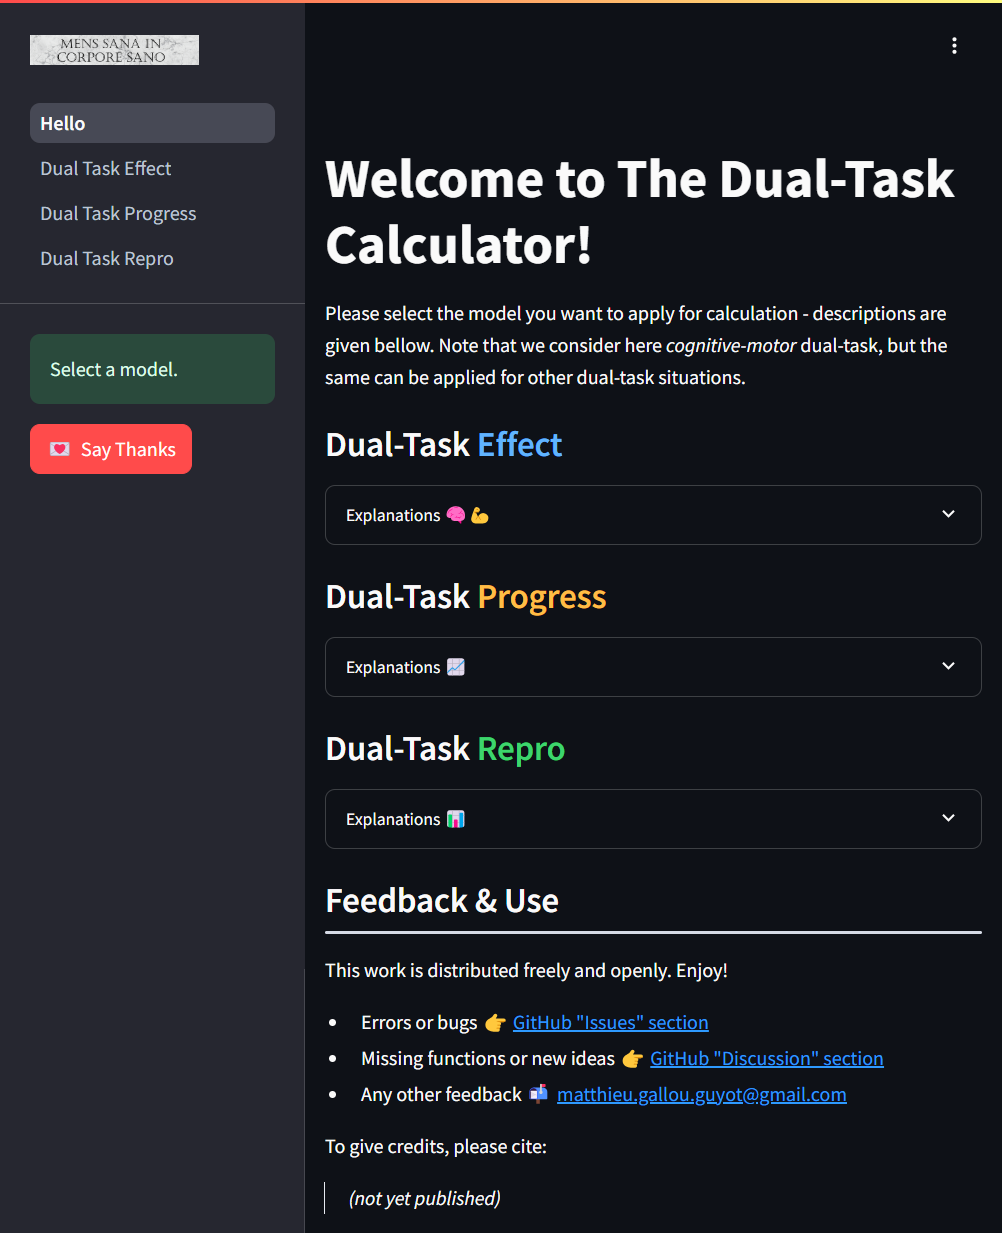 MENS SANA IN
CORPORE SANO
Hello
Dual Task Effect
Dual Task Progress
Dual Task Repro
Select a model.
Say Thanks
Welcome to The Dual-Task
Calculator!
Please select the model you want to apply for calculation - descriptions are
given bellow. Note that we consider here cognitive-motor dual-task, but the
same can be applied for other dual-task situations.
Dual-Task Effect
Explanations 🧠💪
Dual-Task Progress
Explanations 📈
Dual-Task Repro
Explanations 📊
Feedback & Use
This work is distributed freely and openly. Enjoy!
• Errors or bugs 👉 GitHub "Issues" section
• Missing functions or new ideas 👉 GitHub "Discussion" section
• Any other feedback 📬 matthieu.gallou.guyot@gmail.com
To give credits, please cite:
(not yet published)